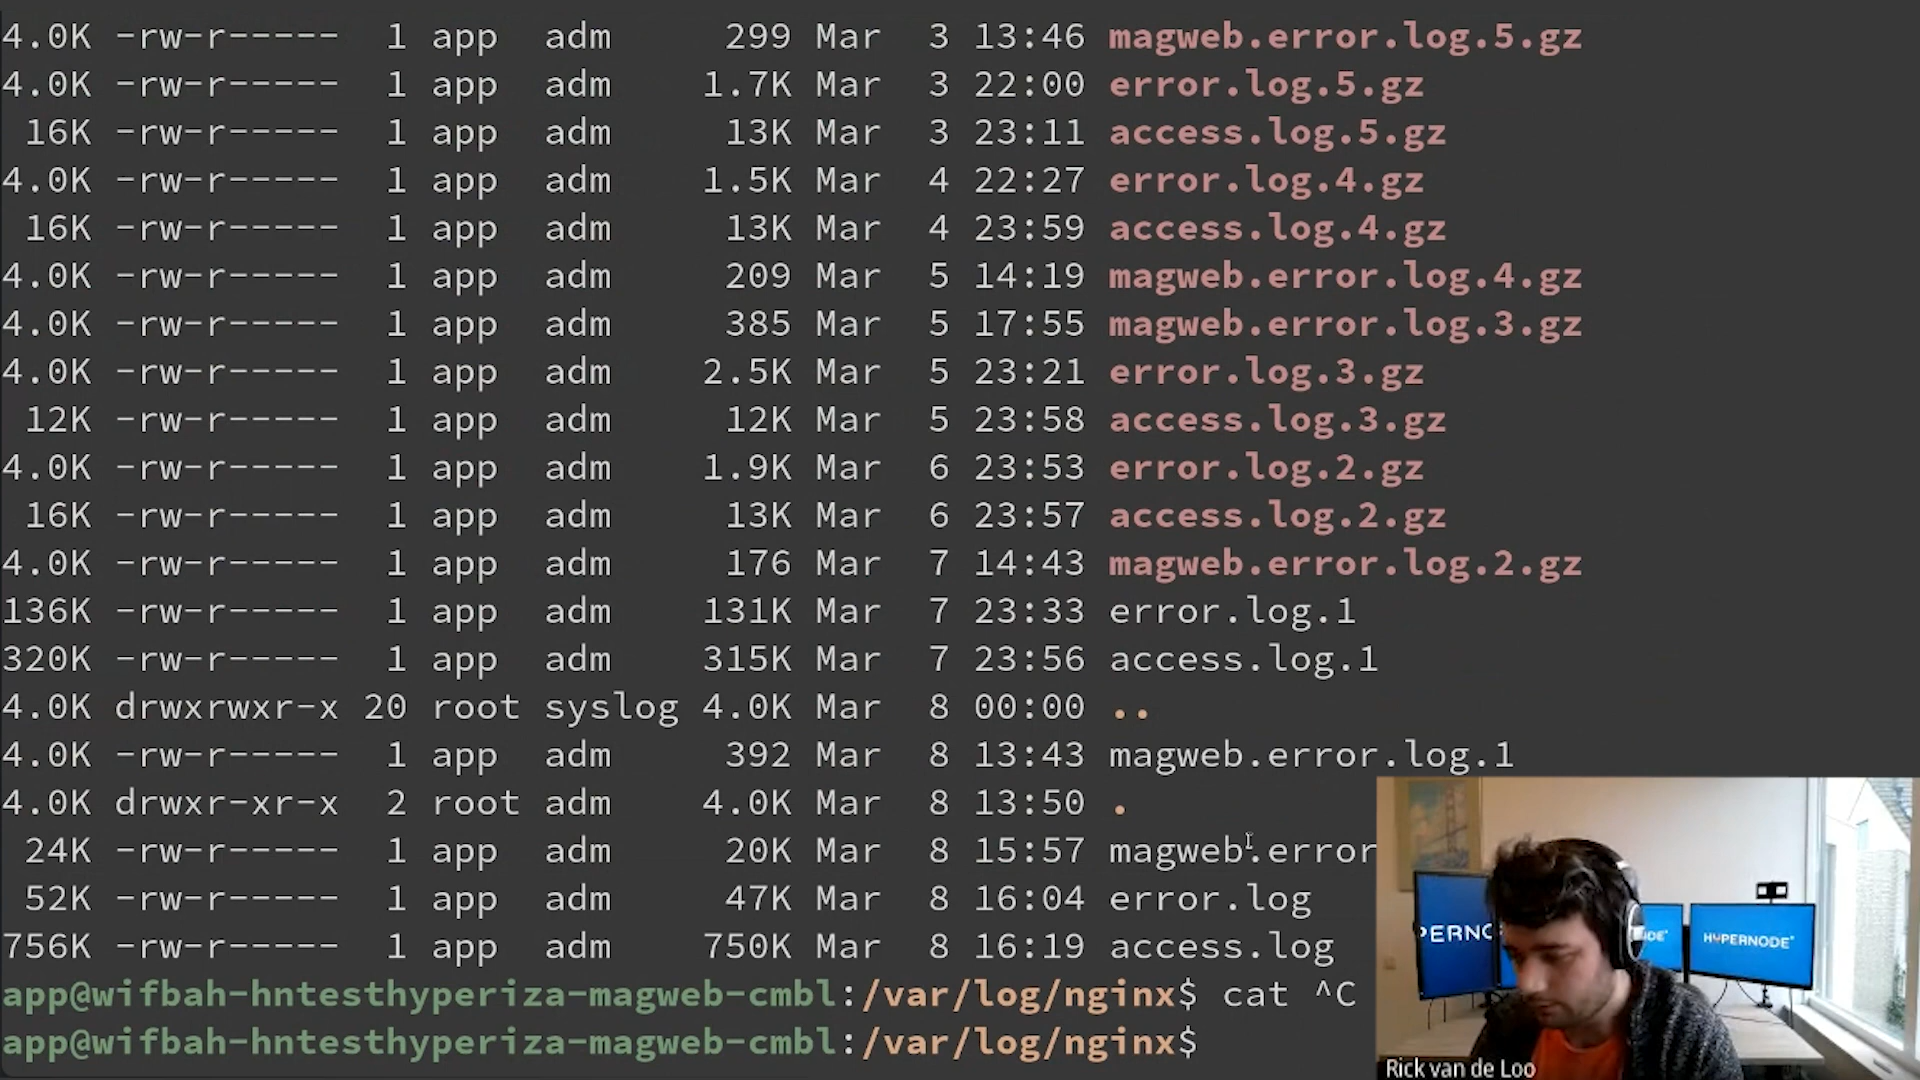 4.0K -rw-r----- 1 app adm 299 Mar 3 13:46 magweb.error.log.5.gz
4.0K -rw-r----- 1 app adm 1.7K Mar 3 22:00 error.log.5.gz
16K -rw-r----- 1 app adm 13K Mar 3 23:11 access.log.5.gz
4.0K -rw-r----- 1 app adm 1.5K Mar 4 22:27 error.log.4.gz
16K -rw-r----- 1 app adm 13K Mar 4 23:59 access.log.4.gz
4.0K -rw-r----- 1 app adm 209 Mar 5 14:19 magweb.error.log.4.gz
4.0K -rw-r----- 1 app adm 385 Mar 5 17:55 magweb.error.log.3.gz
4.0K -rw-r----- 1 app adm 2.5K Mar 5 23:21 error.log.3.gz
12K -rw-r----- 1 app adm 12K Mar 5 23:58 access.log.3.gz
4.0K -rw-r----- 1 app adm 1.9K Mar 6 23:53 error.log.2.gz
16K -rw-r----- 1 app adm 13K Mar 6 23:57 access.log.2.gz
4.0K -rw-r----- 1 app adm 176 Mar 7 14:43 magweb.error.log.2.gz
136K -rw-r----- 1 app adm 131K Mar 7 23:33 error.log.1
320K -rw-r----- 1 app adm 315K Mar 7 23:56 access.log.1
4.0K drwxrwxr-x 20 root syslog 4.0K Mar 8 00:00 ..
4.0K -rw-r----- 1 app adm 392 Mar 8 13:43 magweb.error.log.1
4.0K drwxr-xr-x 2 root adm 4.0K Mar 8 13:50 .
24K -rw-r----- 1 app adm 20K Mar 8 15:57 magweb.error
52K -rw-r----- 1 app adm 47K Mar 8 16:04 error.log
756K -rw-r----- 1 app adm 750K Mar 8 16:19 access.log
app@wifbah-hntesthyperiza-magweb-cmbl:/var/log/nginx$ cat ^C
app@wifbah-hntesthyperiza-magweb-cmbl:/var/log/nginx$
PERNO
DE
HYPERNODE
Rick van de Loo